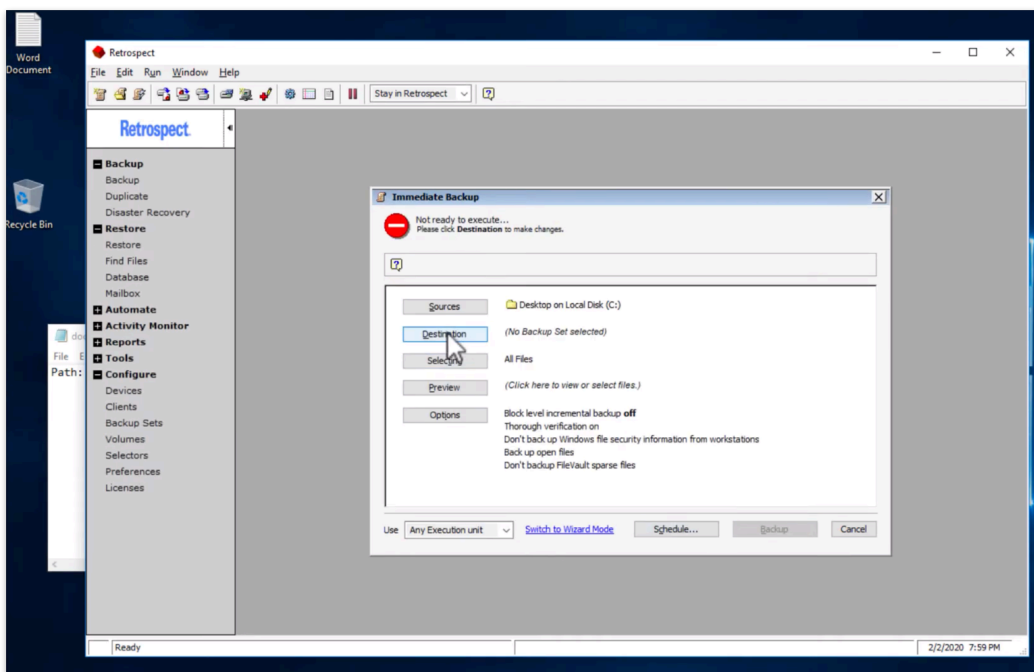 Word
Document
Recycle Bin
File E
Path:
Retrospect
File Edit Run Window Help
Stay in Retrospect
Retrospect
Backup
Backup
Duplicate
Disaster Recovery
Restore
Restore
Find Files
Database
Mailbox
Automate
Activity Monitor
Reports
Tools
Configure
Devices
Clients
Backup Sets
Volumes
Selectors
Preferences
Licenses
Immediate Backup
Not ready to execute...
Please click Destination to make changes.
Sources Desktop on Local Disk (C:)
Destination (No Backup Set selected)
Selecting All Files
Preview (Click here to view or select files.)
Options Block level incremental backup off
Thorough verification on
Don't back up Windows file security information from workstations
Back up open files
Don't backup FileVault sparse files
Use Any Execution unit Switch to Wizard Mode Schedule... Backup Cancel
Ready 2/2/2020 7:59 PM